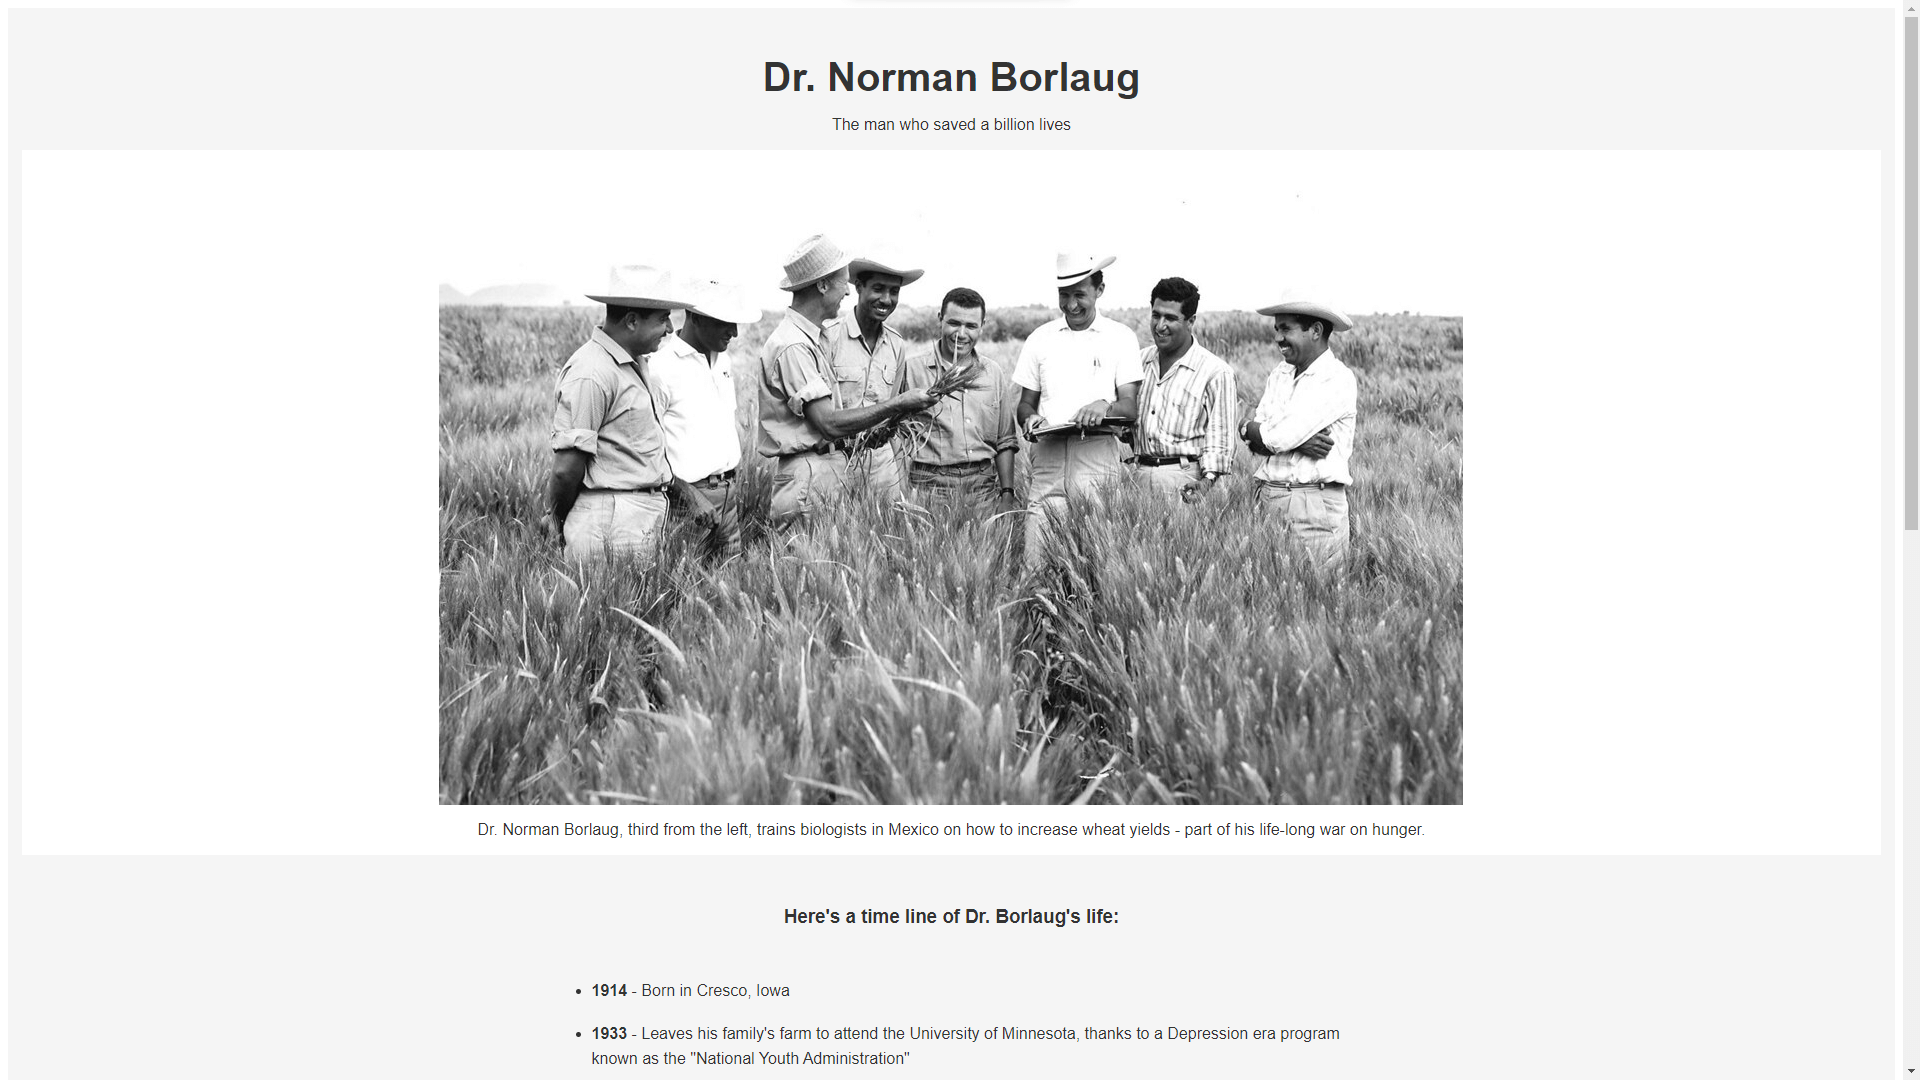 Dr. Norman Borlaug
The man who saved a billion lives
Dr. Norman Borlaug, third from the left, trains biologists in Mexico on how to increase wheat yields - part of his life-long war on hunger.
Here's a time line of Dr. Borlaug's life:
• 1914 - Born in Cresco, Iowa
• 1933 - Leaves his family's farm to attend the University of Minnesota, thanks to a Depression era program
known as the "National Youth Administration"